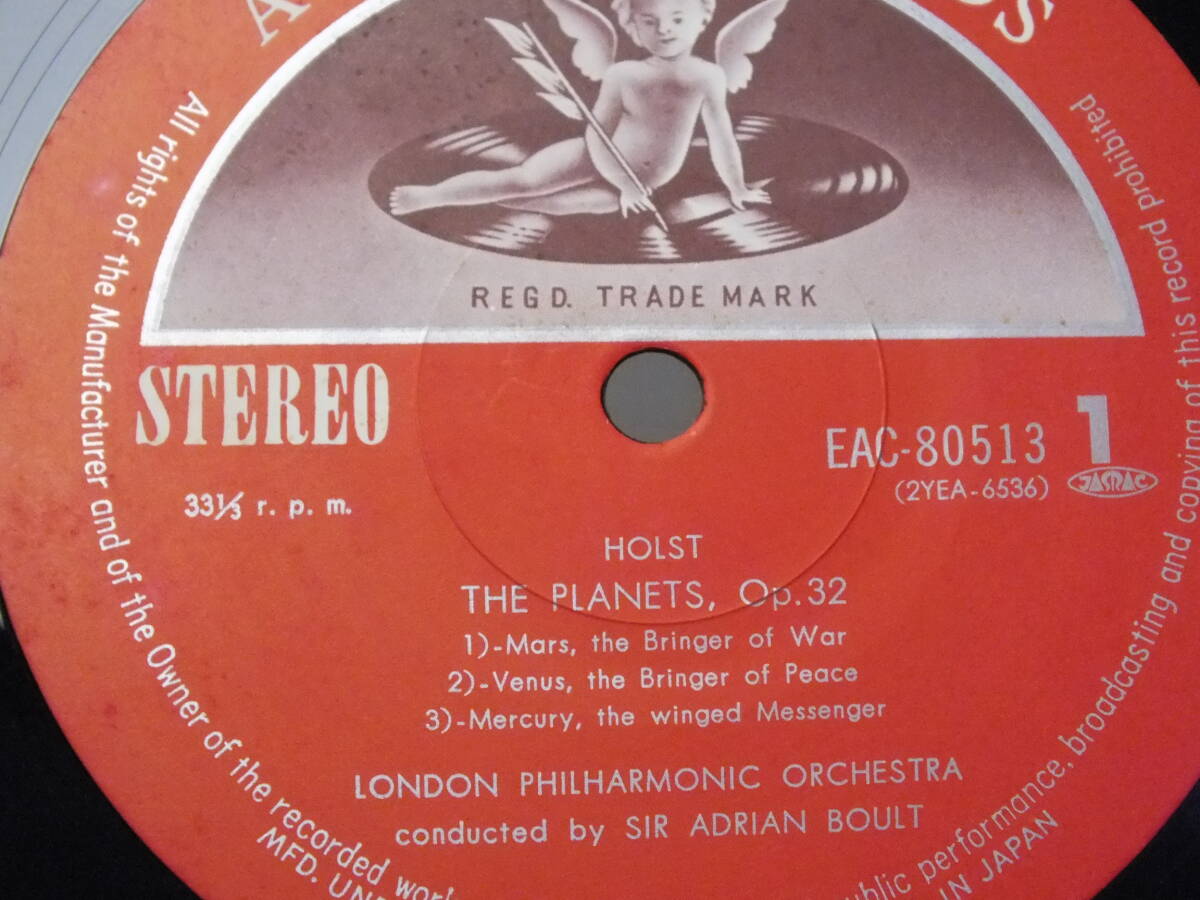 REGD. TRADE MARK
STEREO
33⅓ r. p. m.
EAC-80513 1
(2YEA-6536) JASRAC
HOLST
THE PLANETS, Op.32
1)-Mars, the Bringer of War
2)-Venus, the Bringer of Peace
3)-Mercury, the winged Messenger
LONDON PHILHARMONIC ORCHESTRA
conducted by SIR ADRIAN BOULT
All rights of the Manufacturer and of the Owner of the recorded
public performance, broadcasting and copying of this record prohibited
MFD.
IN JAPAN